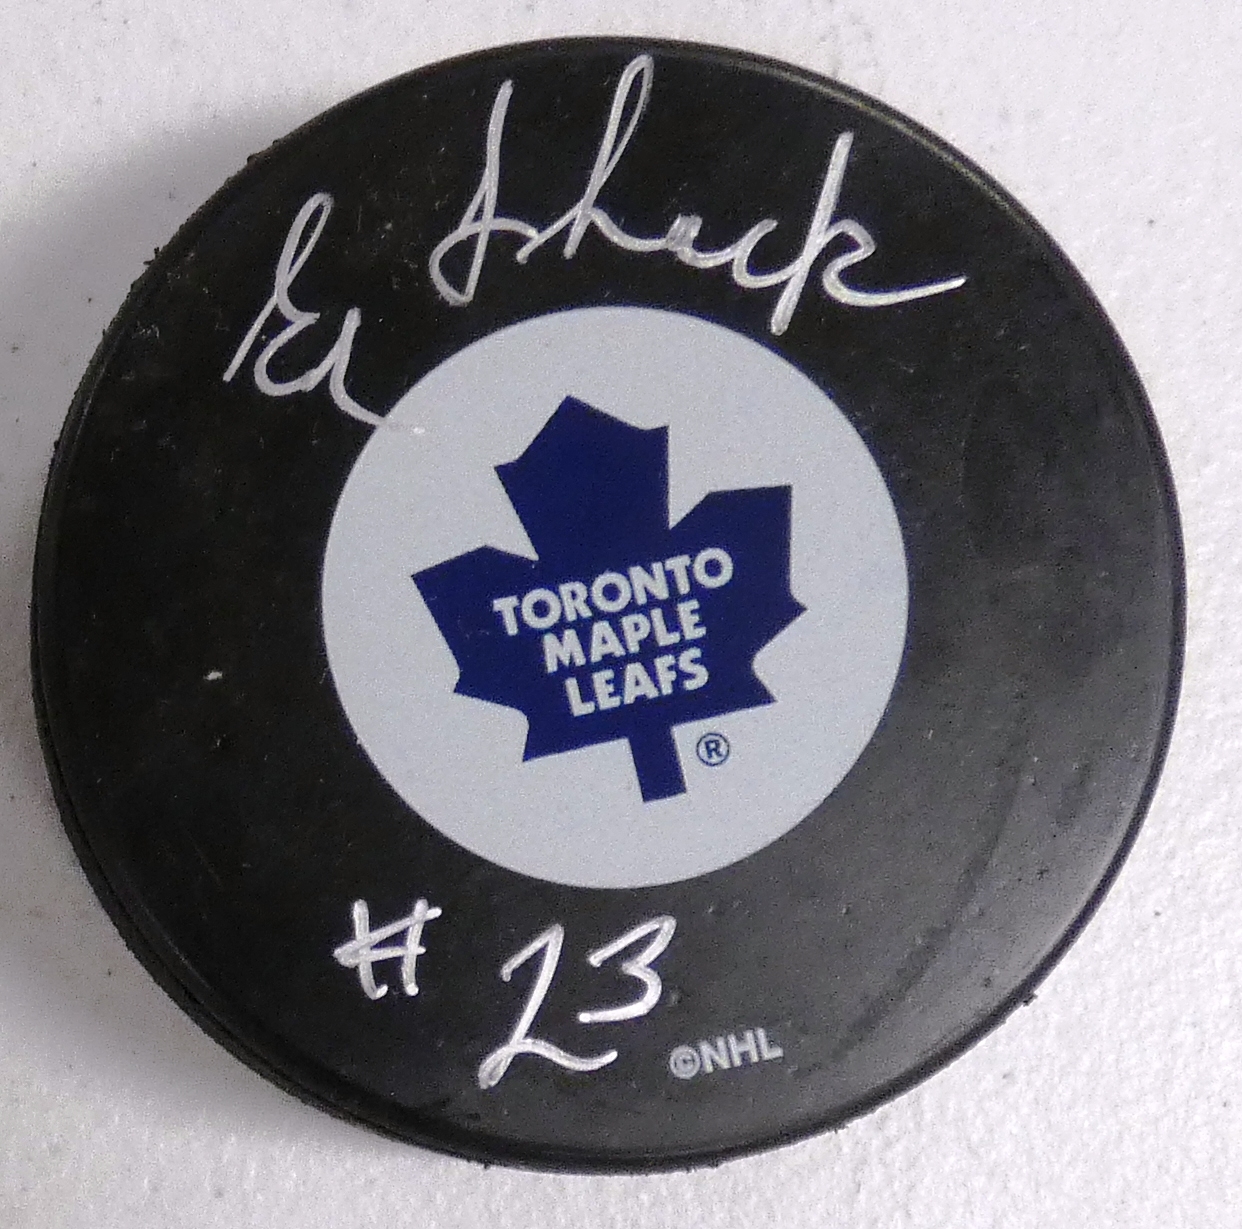 Ed Shack
TORONTO
MAPLE
LEAFS
®
# 23
©NHL